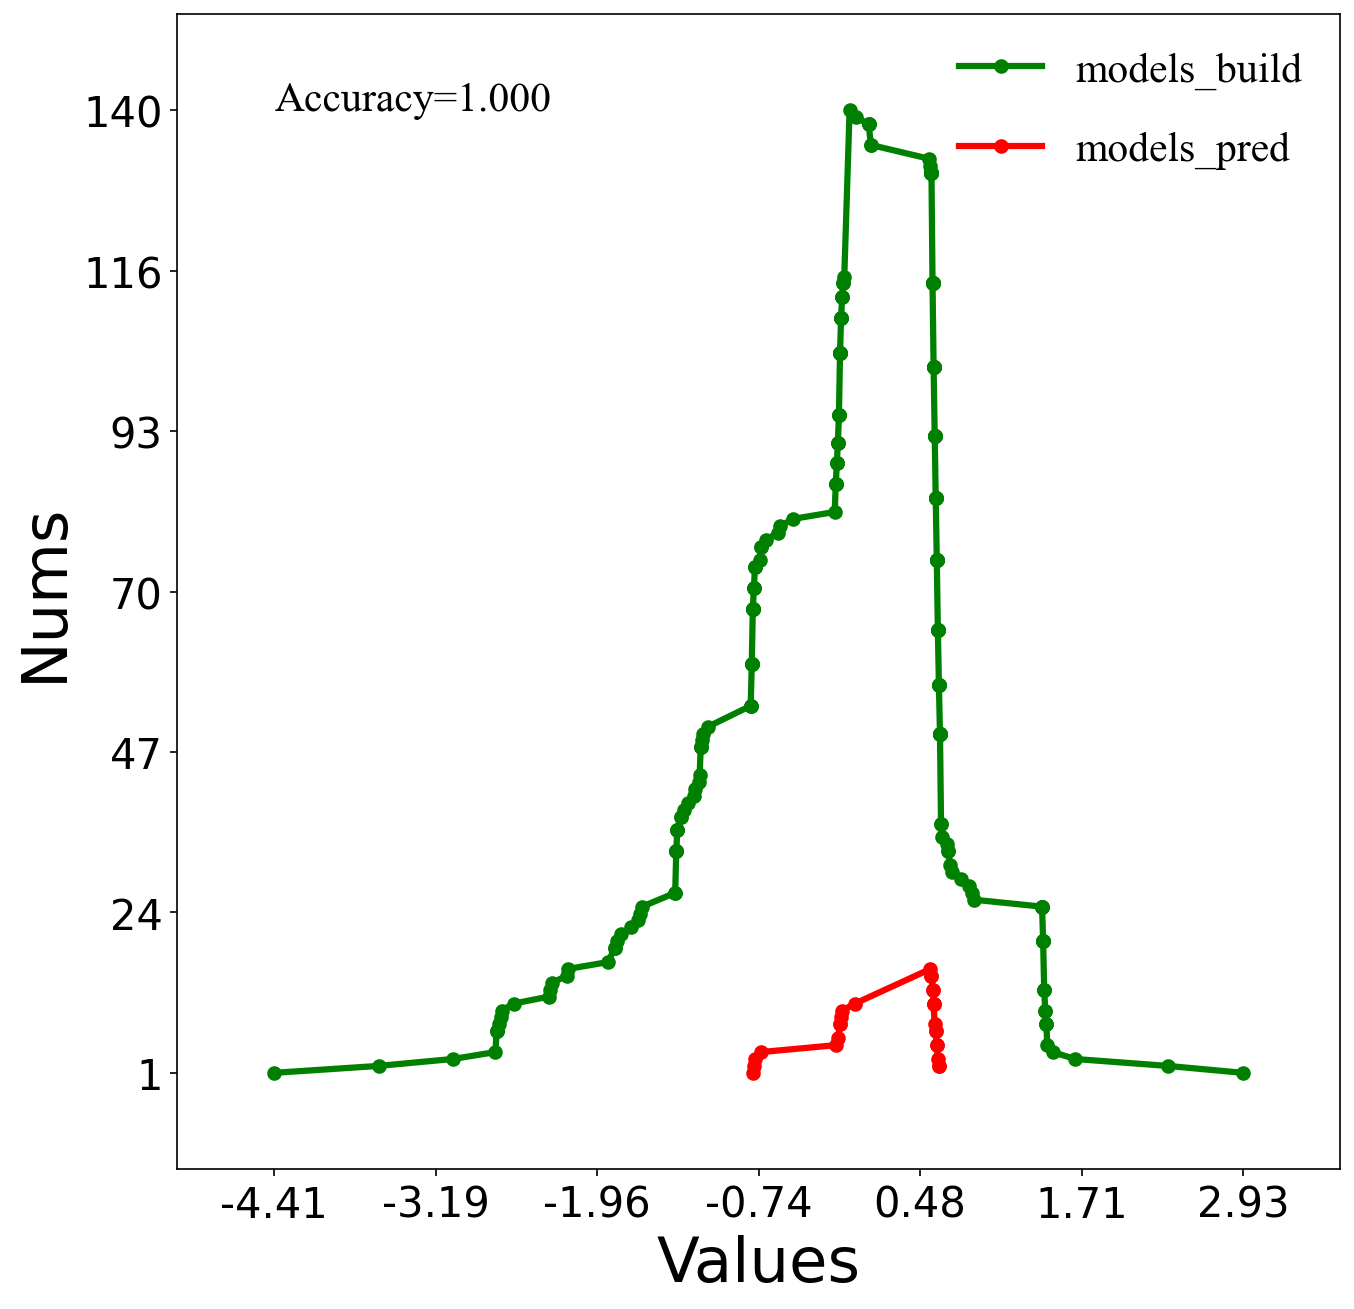 models_build
Accuracy=1.000
models_pred
140
116
93
70
47
24
1
Nums
-4.41 -3.19 -1.96 -0.74 0.48 1.71 2.93
Values